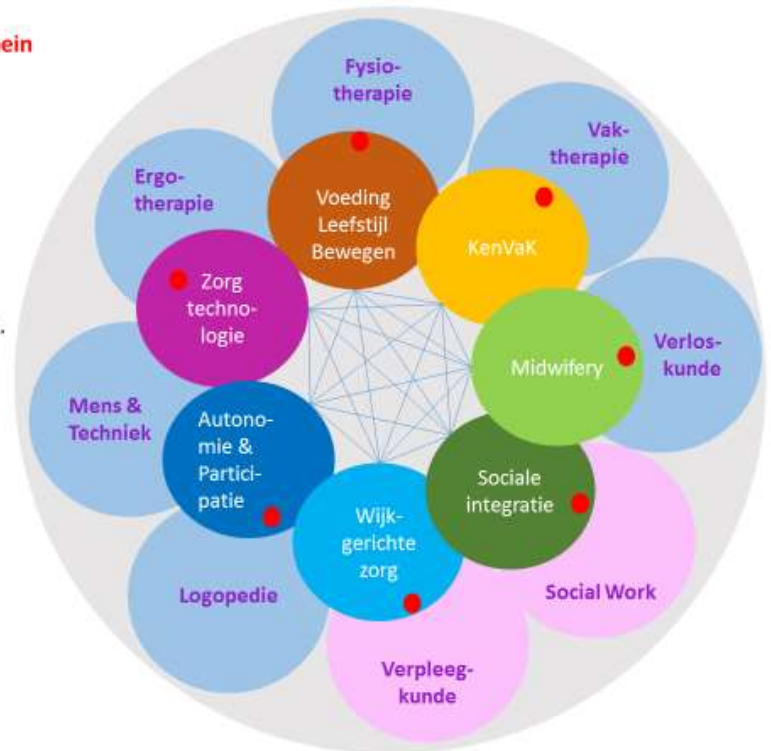 ein
Fysio-
therapie
Vak-
therapie
Ergo-
therapie
Voeding
Leefstijl
Bewegen
KenVaK
Zorg
techno-
logie
Midwifery
Verlos-
kunde
Mens &
Techniek
Autono-
mie &
Partici-
patie
Sociale
integratie
Wijk-
gerichte
zorg
Logopedie
Social Work
Verpleeg-
kunde